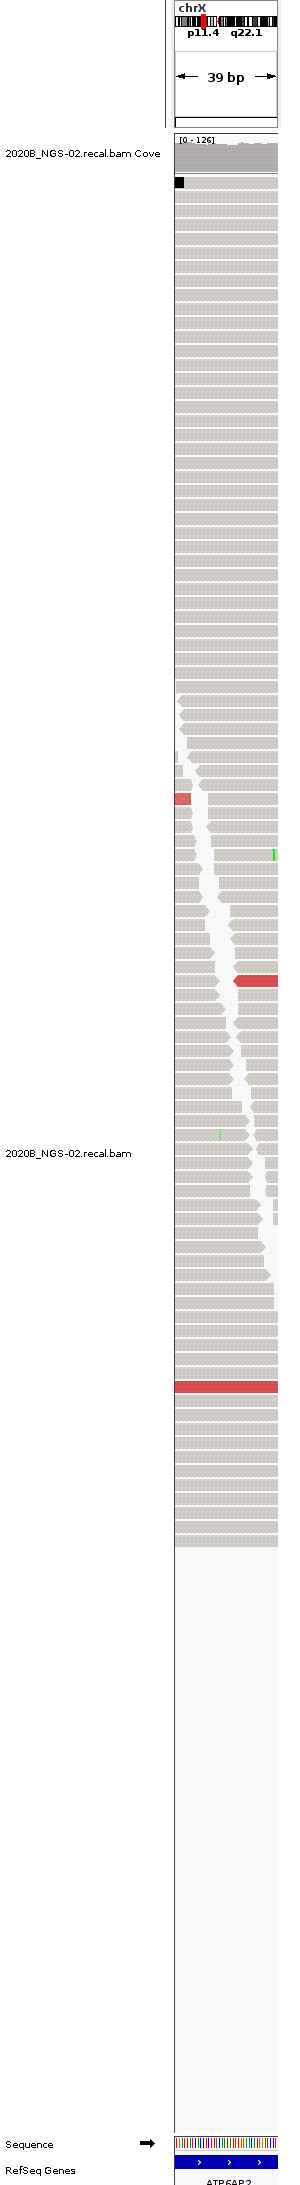 chrX
p11.4 q22.1
39 bp
[0 - 126]
2020B_NGS-02.recal.bam Cove
2020B_NGS-02.recal.bam
Sequence
RefSeq Genes
ATP6AP2